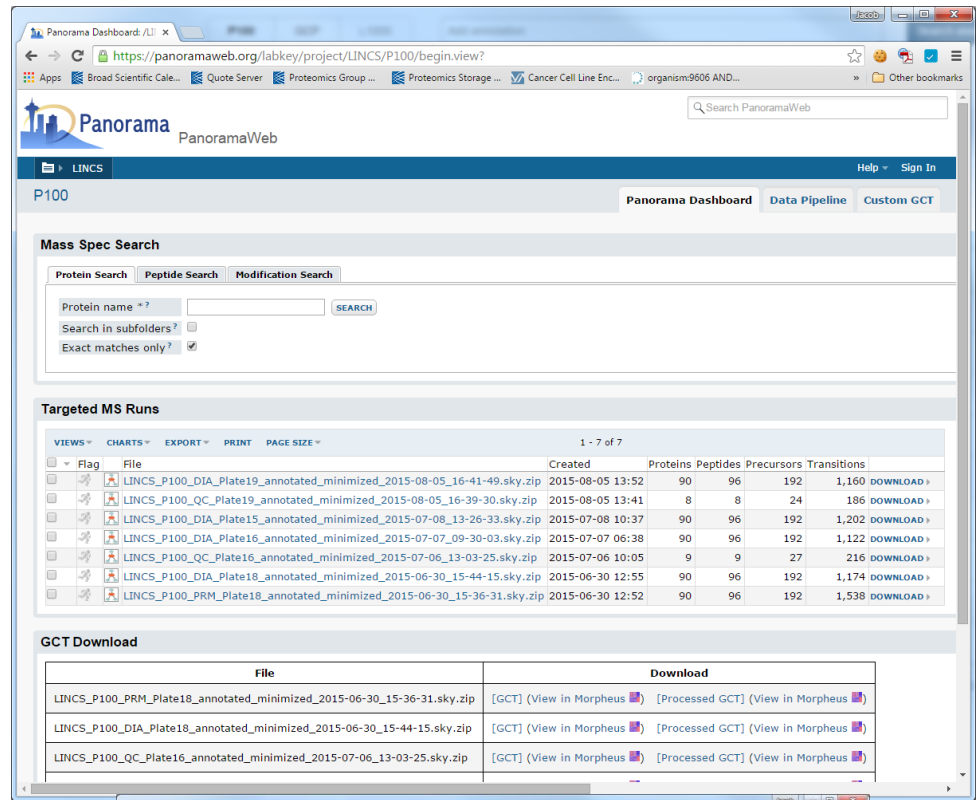 Jacob
Panorama Dashboard: /LI
https://panoramaweb.org/labkey/project/LINCS/P100/begin.view?
Apps Broad Scientific Cale... Quote Server Proteomics Group ... Proteomics Storage ... Cancer Cell Line Enc... organism:9606 AND... » Other bookmarks
Panorama PanoramaWeb Search PanoramaWeb
LINCS Help Sign In
P100 Panorama Dashboard Data Pipeline Custom GCT
Mass Spec Search
Protein Search Peptide Search Modification Search
Protein name *? SEARCH
Search in subfolders?
Exact matches only?
Targeted MS Runs
VIEWS CHARTS EXPORT PRINT PAGE SIZE 1 - 7 of 7
Flag File Created Proteins Peptides Precursors Transitions
LINCS_P100_DIA_Plate19_annotated_minimized_2015-08-05_16-41-49.sky.zip 2015-08-05 13:52 90 96 192 1,160 DOWNLOAD
LINCS_P100_QC_Plate19_annotated_minimized_2015-08-05_16-39-30.sky.zip 2015-08-05 13:41 8 8 24 186 DOWNLOAD
LINCS_P100_DIA_Plate15_annotated_minimized_2015-07-08_13-26-33.sky.zip 2015-07-08 10:37 90 96 192 1,202 DOWNLOAD
LINCS_P100_DIA_Plate16_annotated_minimized_2015-07-07_09-30-03.sky.zip 2015-07-07 06:38 90 96 192 1,122 DOWNLOAD
LINCS_P100_QC_Plate16_annotated_minimized_2015-07-06_13-03-25.sky.zip 2015-07-06 10:05 9 9 27 216 DOWNLOAD
LINCS_P100_DIA_Plate18_annotated_minimized_2015-06-30_15-44-15.sky.zip 2015-06-30 12:55 90 96 192 1,174 DOWNLOAD
LINCS_P100_PRM_Plate18_annotated_minimized_2015-06-30_15-36-31.sky.zip 2015-06-30 12:52 90 96 192 1,538 DOWNLOAD
GCT Download
File Download
LINCS_P100_PRM_Plate18_annotated_minimized_2015-06-30_15-36-31.sky.zip [GCT] (View in Morpheus ) [Processed GCT] (View in Morpheus )
LINCS_P100_DIA_Plate18_annotated_minimized_2015-06-30_15-44-15.sky.zip [GCT] (View in Morpheus ) [Processed GCT] (View in Morpheus )
LINCS_P100_QC_Plate16_annotated_minimized_2015-07-06_13-03-25.sky.zip [GCT] (View in Morpheus ) [Processed GCT] (View in Morpheus )